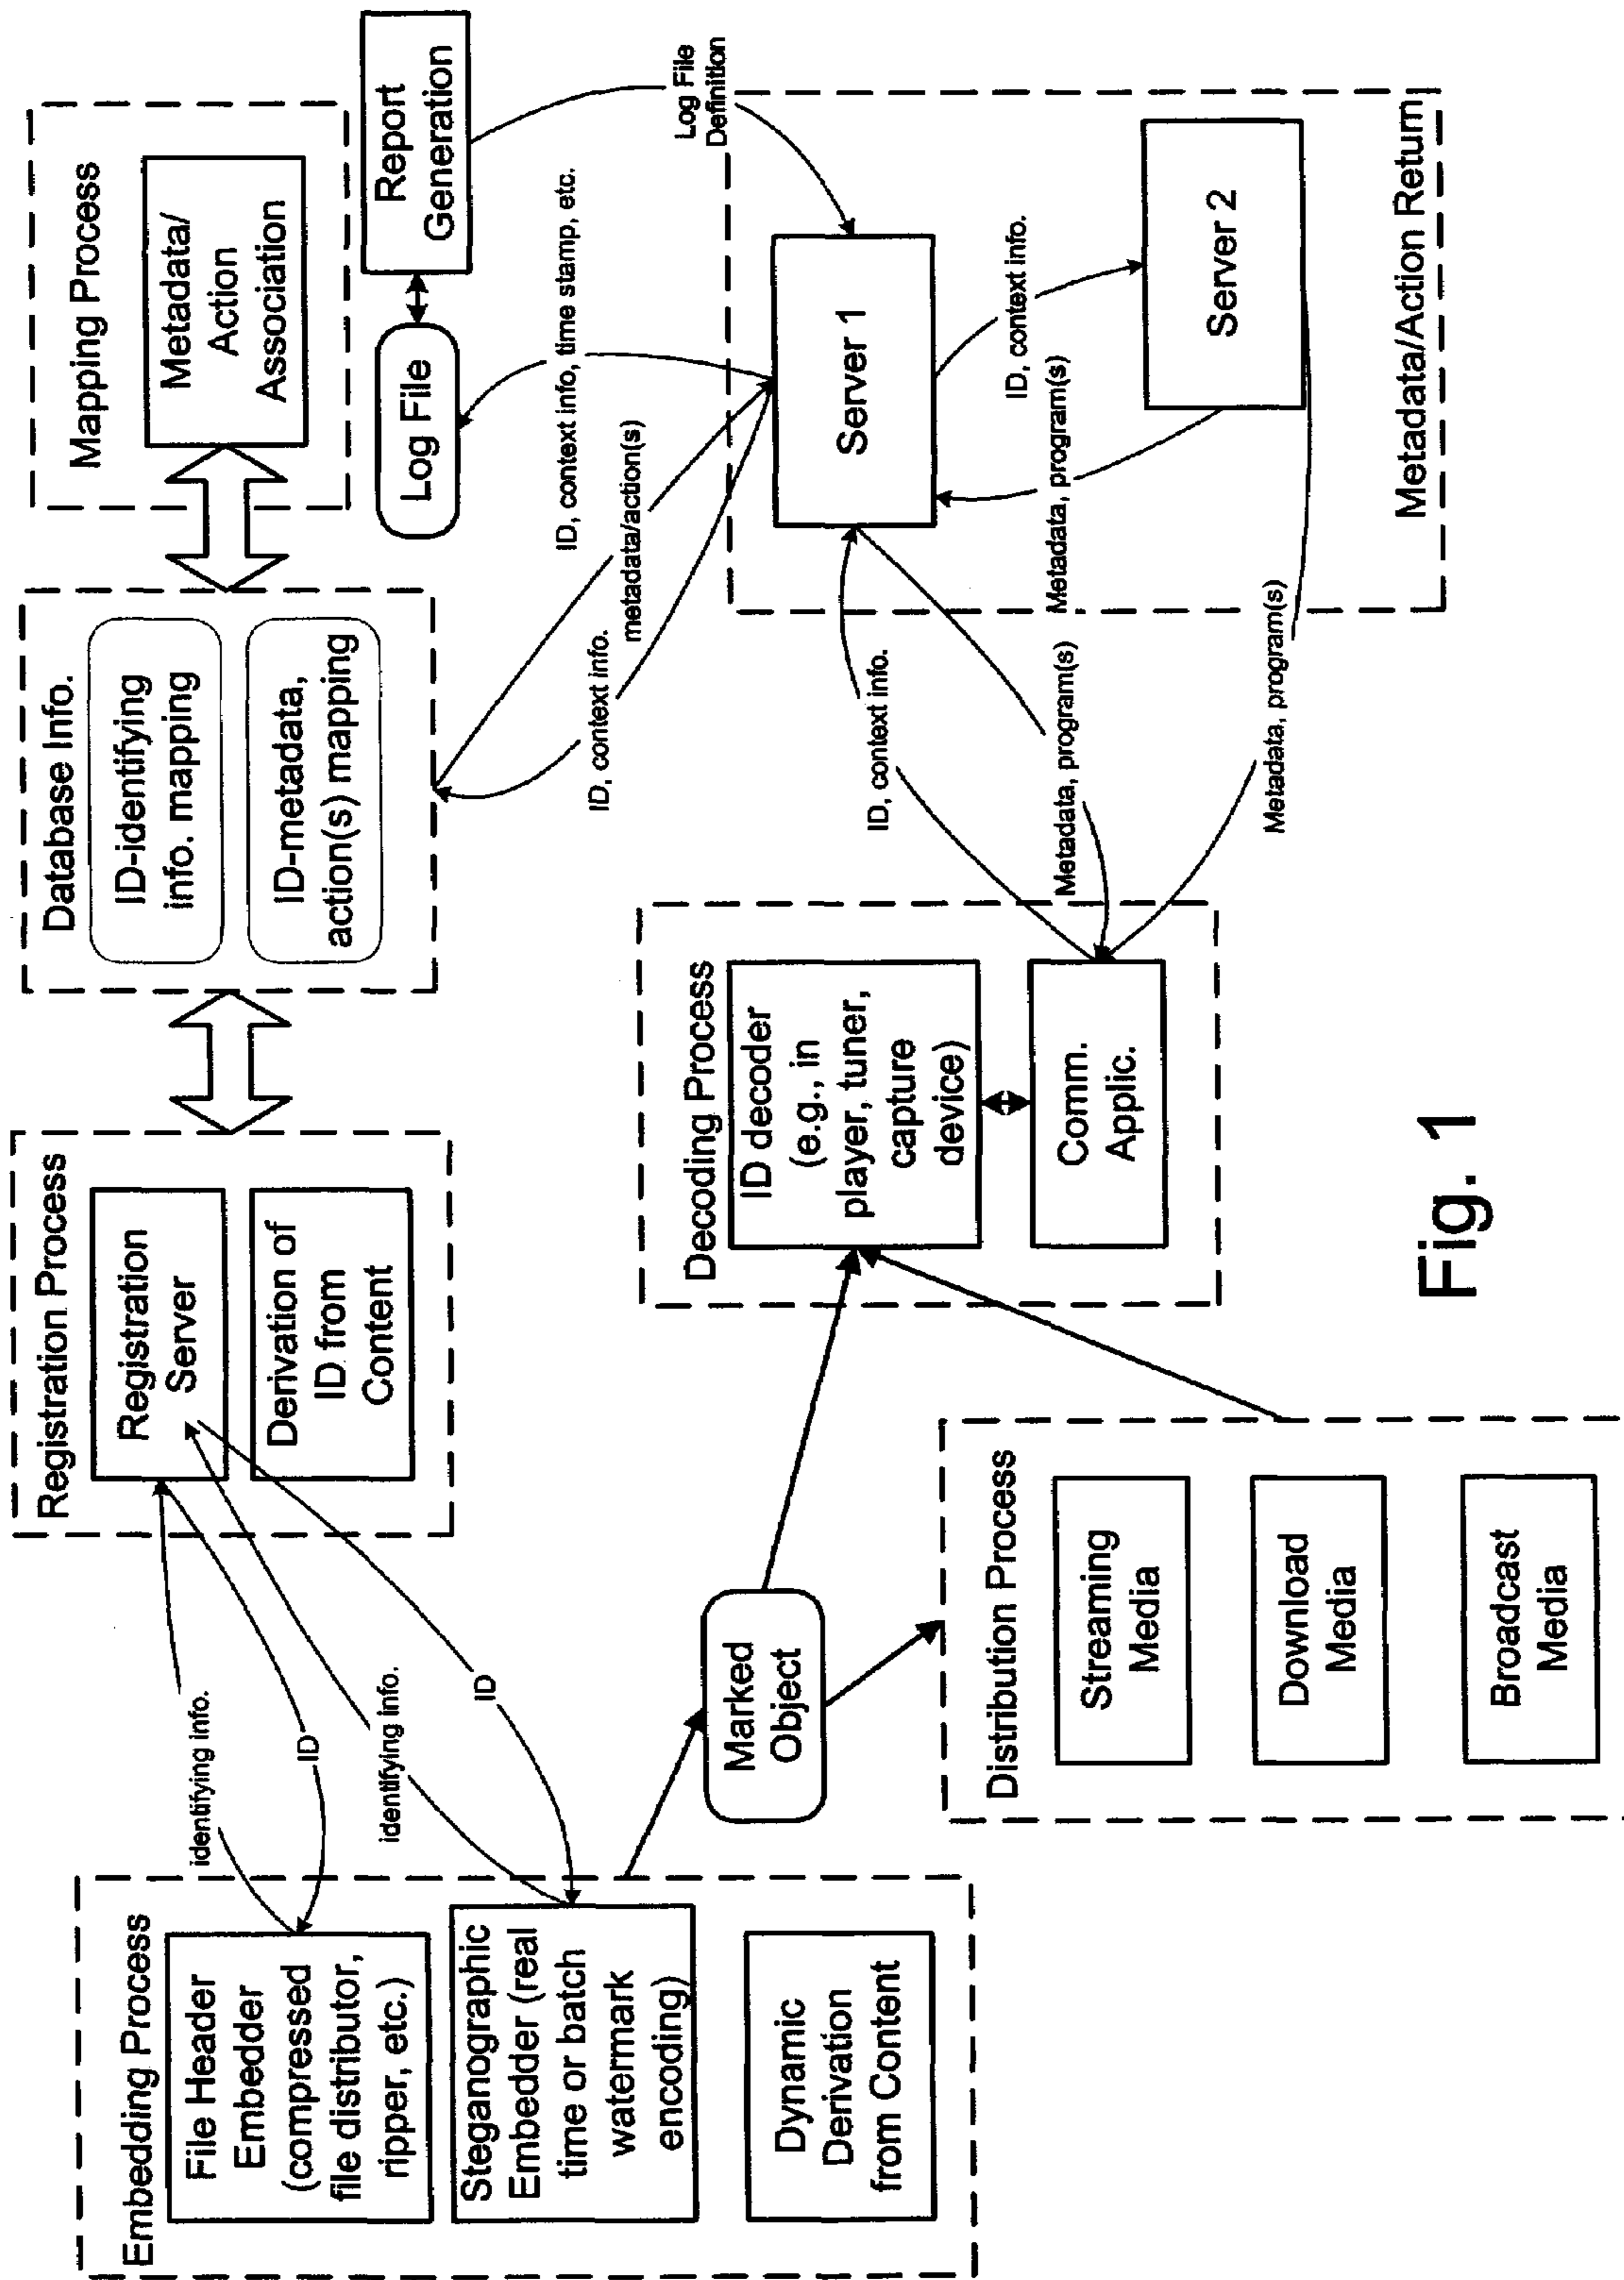 Embedding Process
File Header
Embedder
(compressed
file distributor,
ripper, etc.)
Steganographic
Embedder (real
time or batch
watermark
encoding)
Dynamic
Derivation
from Content
identifying info.
ID
identifying info.
ID
Registration Process
Registration
Server
Derivation of
ID from
Content
Database Info.
ID-identifying
info. mapping
ID-metadata,
action(s) mapping
Mapping Process
Metadata/
Action
Association
Log File
Report
Generation
ID, context info, time stamp, etc.
metadata/action(s)
ID, context info.
Log File
Definition
Marked
Object
Distribution Process
Streaming
Media
Download
Media
Broadcast
Media
Decoding Process
ID decoder
(e.g., in
player, tuner,
capture
device)
Comm.
Applic.
ID, context info.
Metadata, program(s)
Metadata, program(s)
Server 1
ID, context info.
Metadata, program(s)
Server 2
Metadata/Action Return
Fig. 1